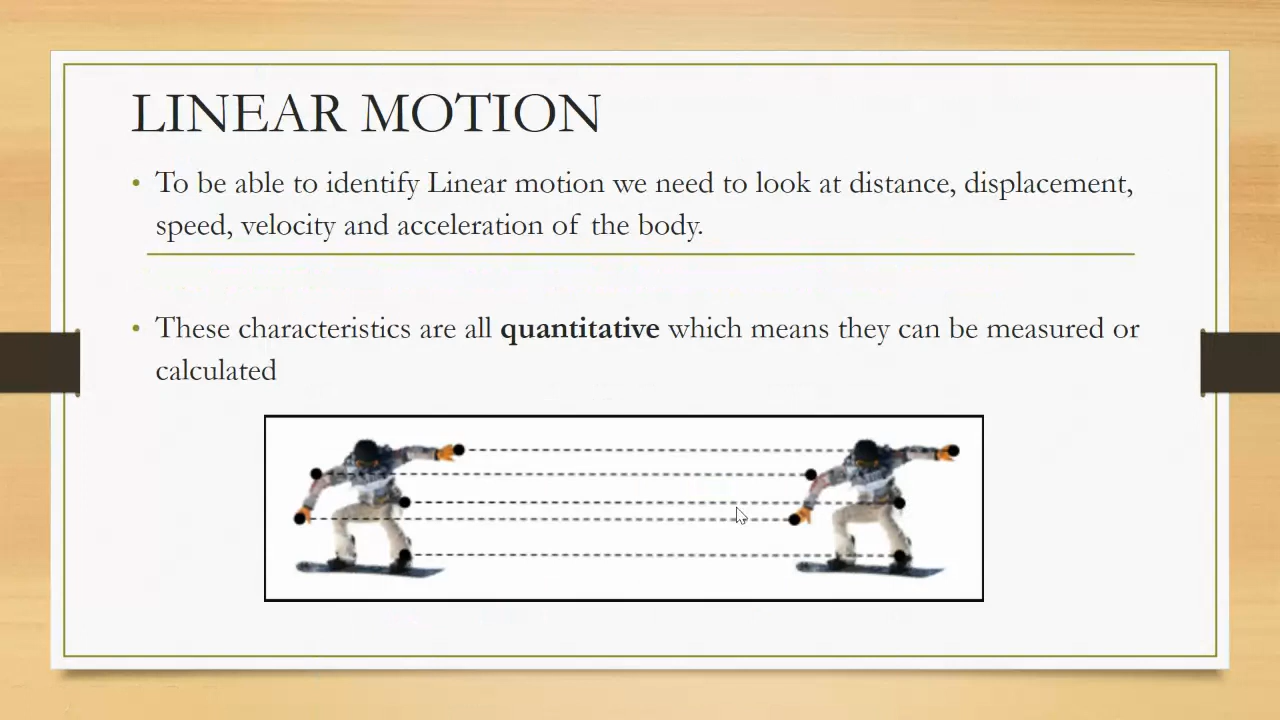 LINEAR MOTION
• To be able to identify Linear motion we need to look at distance, displacement,
speed, velocity and acceleration of the body.
• These characteristics are all quantitative which means they can be measured or
calculated